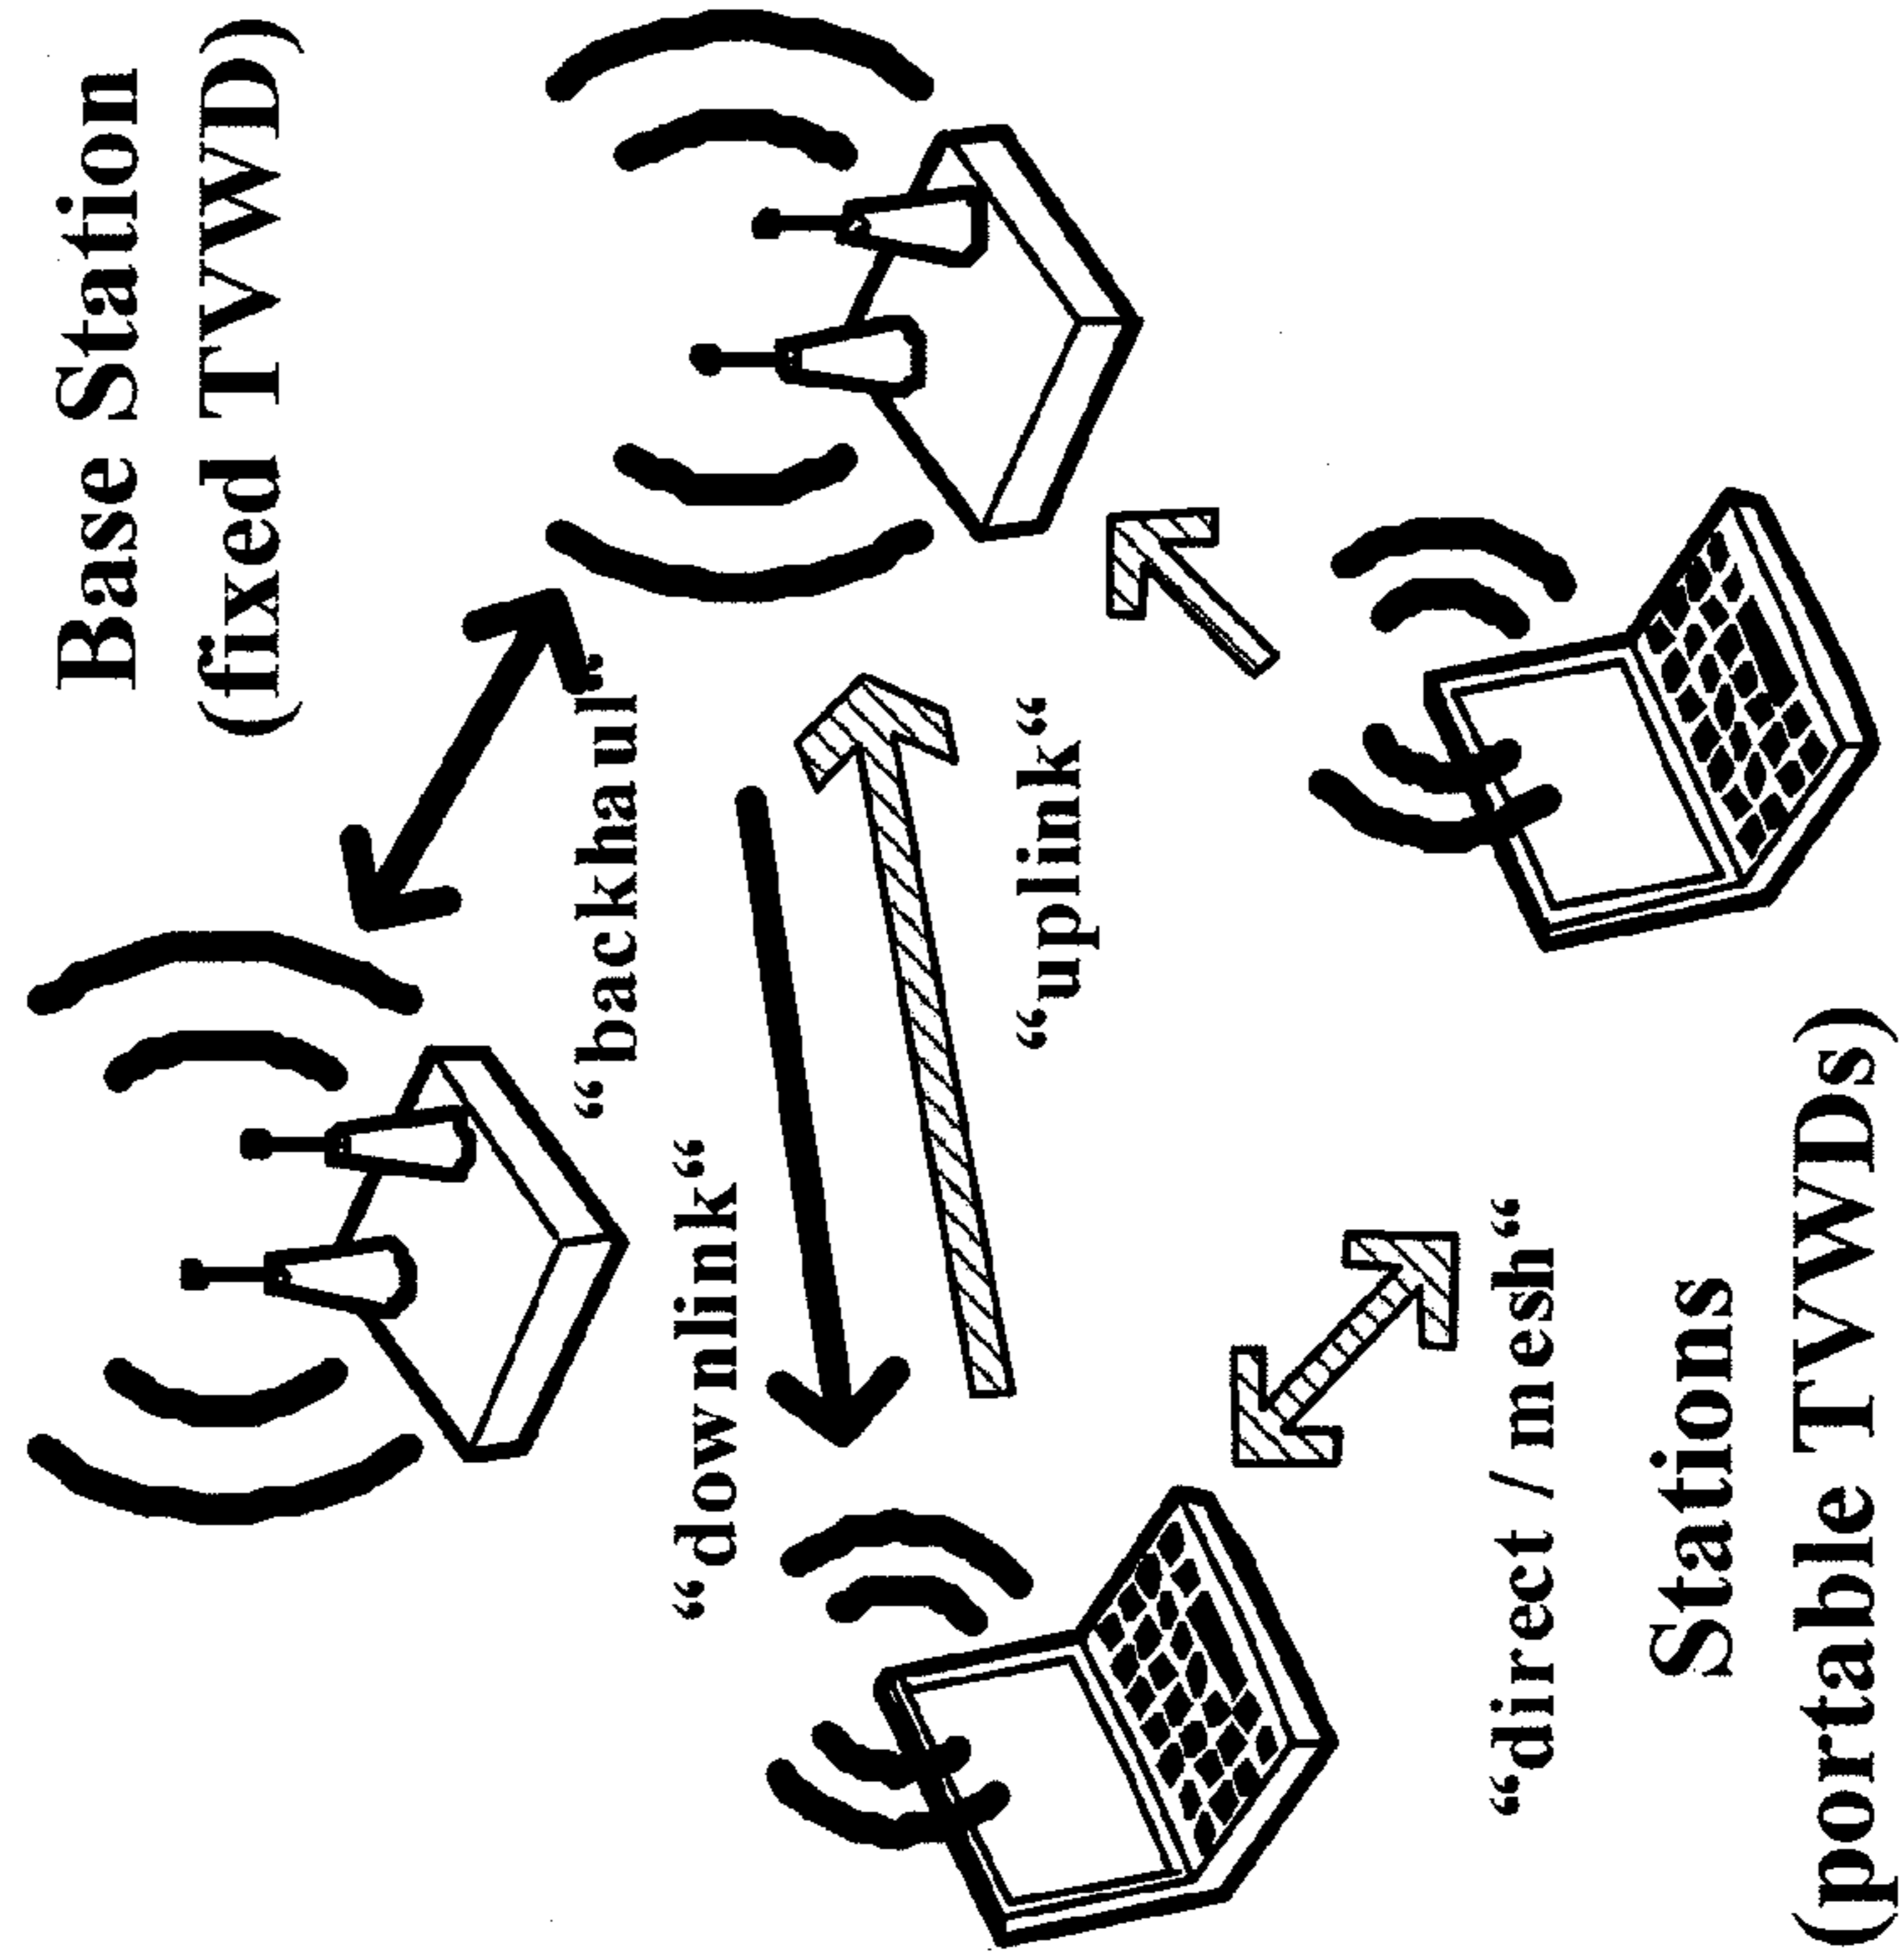 Base Station
(fixed TVWD)
“backhaul“
“downlink“
“uplink“
“direct / mesh“
Stations
(portable TVWDs)